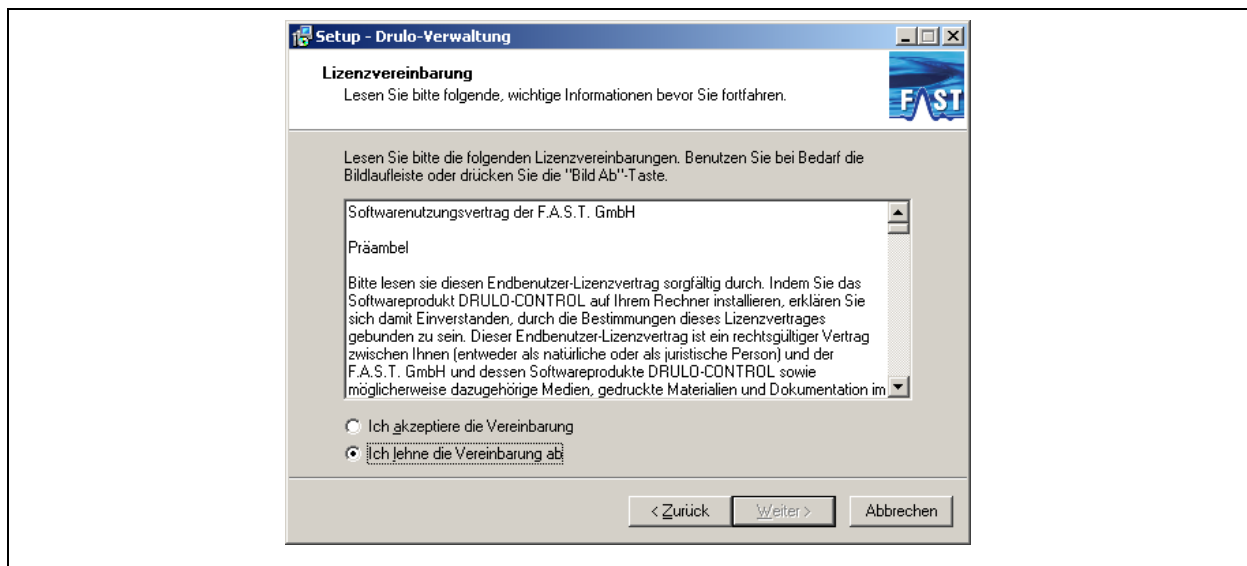 Setup - Drulo-Verwaltung
Lizenzvereinbarung
Lesen Sie bitte folgende, wichtige Informationen bevor Sie fortfahren.
FAST
Lesen Sie bitte die folgenden Lizenzvereinbarungen. Benutzen Sie bei Bedarf die
Bildlaufleiste oder drücken Sie die "Bild Ab"-Taste.
Softwarenutzungsvertrag der F.A.S.T. GmbH
Präambel
Bitte lesen sie diesen Endbenutzer-Lizenzvertrag sorgfältig durch. Indem Sie das
Softwareprodukt DRULO-CONTROL auf Ihrem Rechner installieren, erklären Sie
sich damit Einverstanden, durch die Bestimmungen dieses Lizenzvertrages
gebunden zu sein. Dieser Endbenutzer-Lizenzvertrag ist ein rechtsgültiger Vertrag
zwischen Ihnen (entweder als natürliche oder als juristische Person) und der
F.A.S.T. GmbH und dessen Softwareprodukte DRULO-CONTROL sowie
möglicherweise dazugehörige Medien, gedruckte Materialien und Dokumentation im
Ich akzeptiere die Vereinbarung
Ich lehne die Vereinbarung ab
< Zurück
Weiter >
Abbrechen